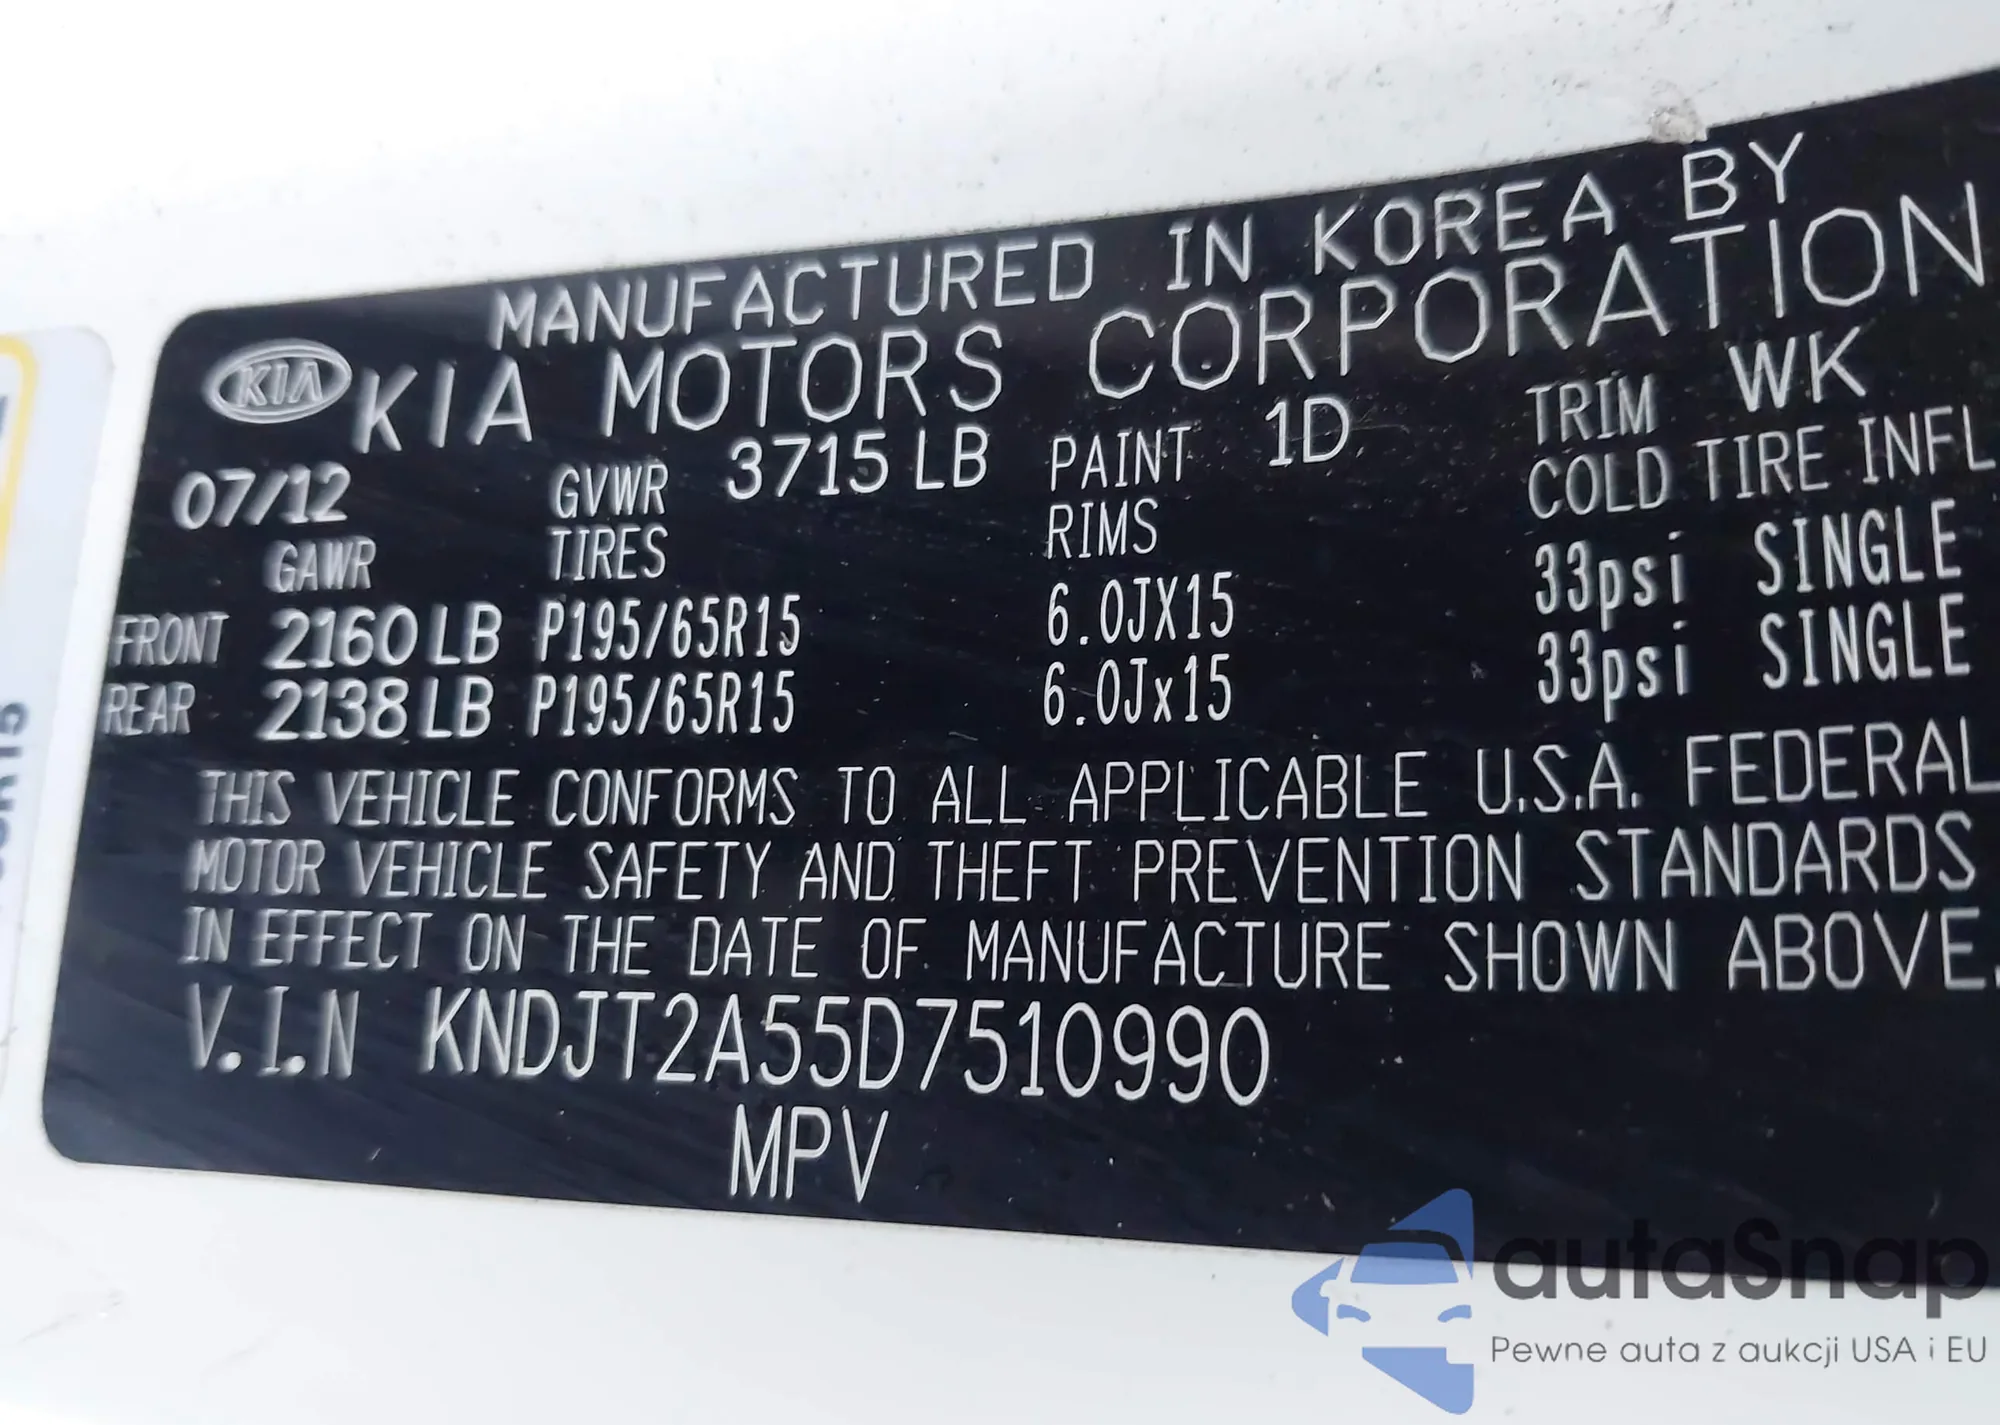 MANUFACTURED IN KOREA BY
KIA KIA MOTORS CORPORATION
07/12 GVWR 3715 LB PAINT 1D TRIM WK
GAWR TIRES RIMS COLD TIRE INFL
FRONT 2160 LB P195/65R15 6.0JX15 33psi SINGLE
REAR 2138 LB P195/65R15 6.0Jx15 33psi SINGLE
THIS VEHICLE CONFORMS TO ALL APPLICABLE U.S.A. FEDERAL
MOTOR VEHICLE SAFETY AND THEFT PREVENTION STANDARDS
IN EFFECT ON THE DATE OF MANUFACTURE SHOWN ABOVE.
V.I.N KNDJT2A55D7510990
MPV
autaSnap
Pewne auta z aukcji USA i EU